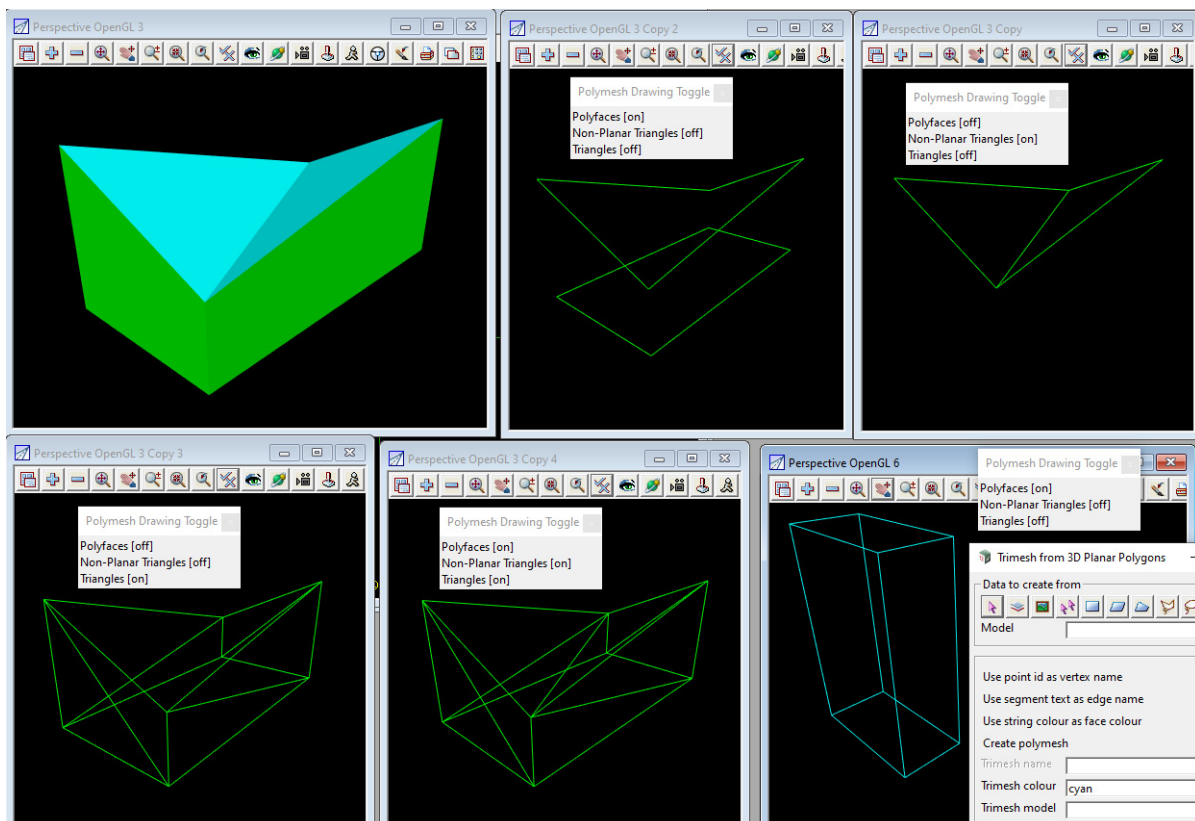 Perspective OpenGL 3
Perspective OpenGL 3 Copy 2
Polymesh Drawing Toggle
Polyfaces [on]
Non-Planar Triangles [off]
Triangles [off]
Perspective OpenGL 3 Copy
Polymesh Drawing Toggle
Polyfaces [off]
Non-Planar Triangles [on]
Triangles [off]
Perspective OpenGL 3 Copy 3
Polymesh Drawing Toggle
Polyfaces [off]
Non-Planar Triangles [off]
Triangles [on]
Perspective OpenGL 3 Copy 4
Polymesh Drawing Toggle
Polyfaces [on]
Non-Planar Triangles [on]
Triangles [on]
Perspective OpenGL 6
Polymesh Drawing Toggle
Polyfaces [on]
Non-Planar Triangles [off]
Triangles [off]
Trimesh from 3D Planar Polygons
Data to create from
Model
Use point id as vertex name
Use segment text as edge name
Use string colour as face colour
Create polymesh
Trimesh name
Trimesh colour cyan
Trimesh model